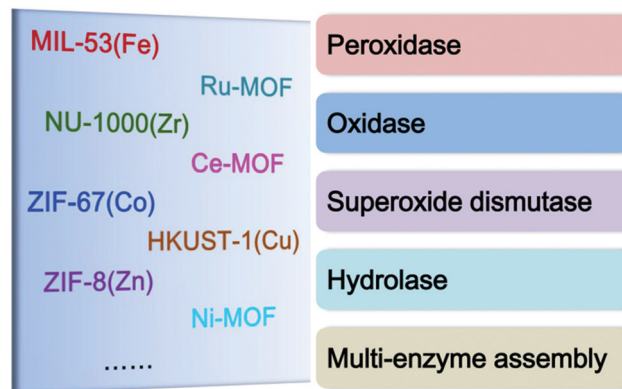 MIL-53(Fe)
Ru-MOF
NU-1000(Zr)
Ce-MOF
ZIF-67(Co)
HKUST-1(Cu)
ZIF-8(Zn)
Ni-MOF
......
Peroxidase
Oxidase
Superoxide dismutase
Hydrolase
Multi-enzyme assembly